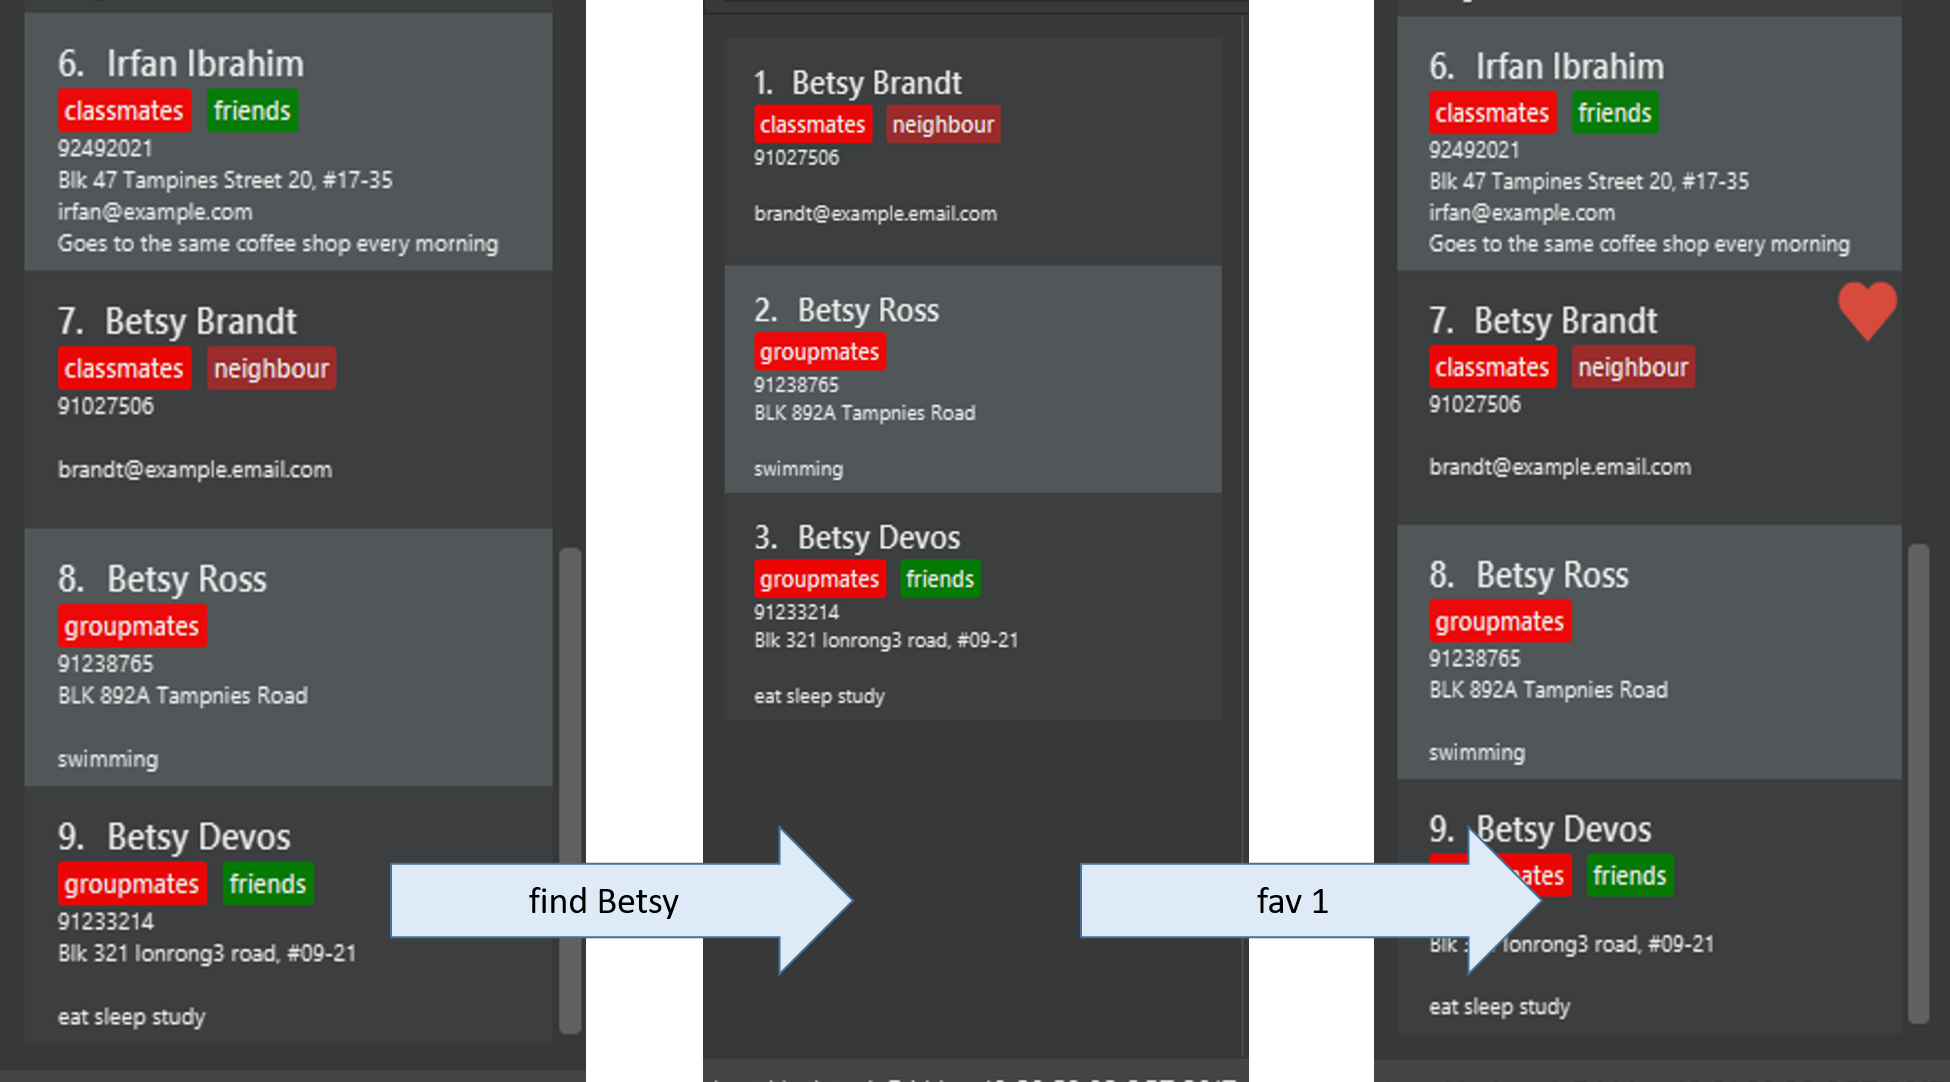 6. Irfan Ibrahim
classmates friends
92492021
Blk 47 Tampines Street 20, #17-35
irfan@example.com
Goes to the same coffee shop every morning
7. Betsy Brandt
classmates neighbour
91027506
brandt@example.email.com
8. Betsy Ross
groupmates
91238765
BLK 892A Tampnies Road
swimming
9. Betsy Devos
groupmates friends
91233214
Blk 321 lonrong3 road, #09-21
eat sleep study
find Betsy
1. Betsy Brandt
classmates neighbour
91027506
brandt@example.email.com
2. Betsy Ross
groupmates
91238765
BLK 892A Tampnies Road
swimming
3. Betsy Devos
groupmates friends
91233214
Blk 321 lonrong3 road, #09-21
eat sleep study
fav 1
6. Irfan Ibrahim
classmates friends
92492021
Blk 47 Tampines Street 20, #17-35
irfan@example.com
Goes to the same coffee shop every morning
7. Betsy Brandt
classmates neighbour
91027506
brandt@example.email.com
8. Betsy Ross
groupmates
91238765
BLK 892A Tampnies Road
swimming
9. Betsy Devos
friends
Blk lonrong3 road, #09-21
eat sleep study